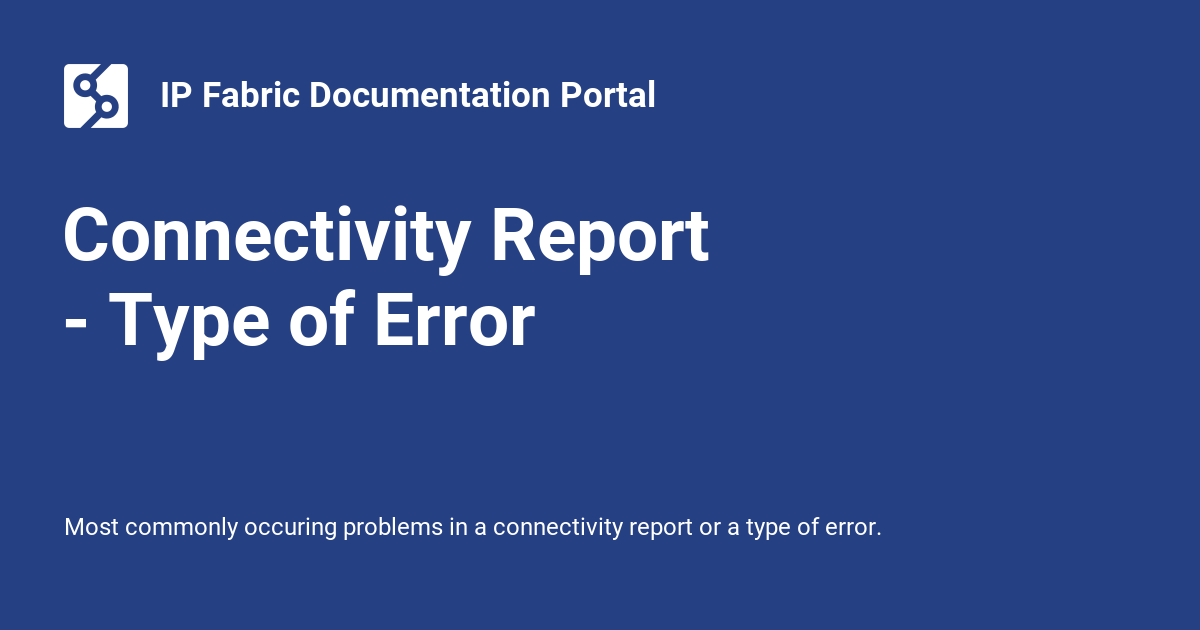 IP Fabric Documentation Portal
Connectivity Report
- Type of Error
Most commonly occuring problems in a connectivity report or a type of error.